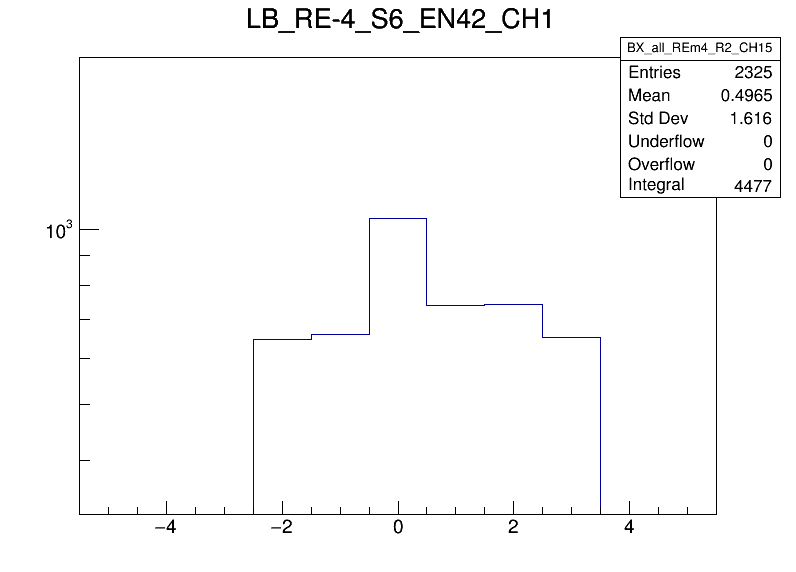 LB_RE-4_S6_EN42_CH1
BX_all_REm4_R2_CH15
Entries 2325
Mean 0.4965
Std Dev 1.616
Underflow 0
Overflow 0
Integral 4477
10³
−4 −2 0 2 4